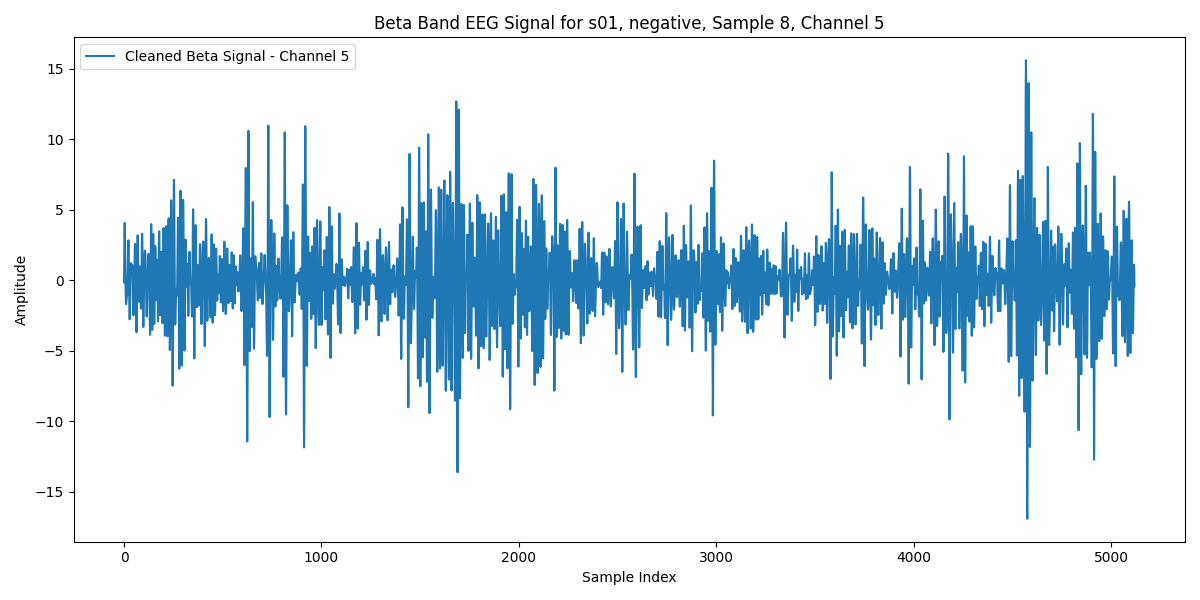 Beta Band EEG Signal for s01, negative, Sample 8, Channel 5
Cleaned Beta Signal - Channel 5
15
10
5
0
−5
−10
−15
Amplitude
0 1000 2000 3000 4000 5000
Sample Index